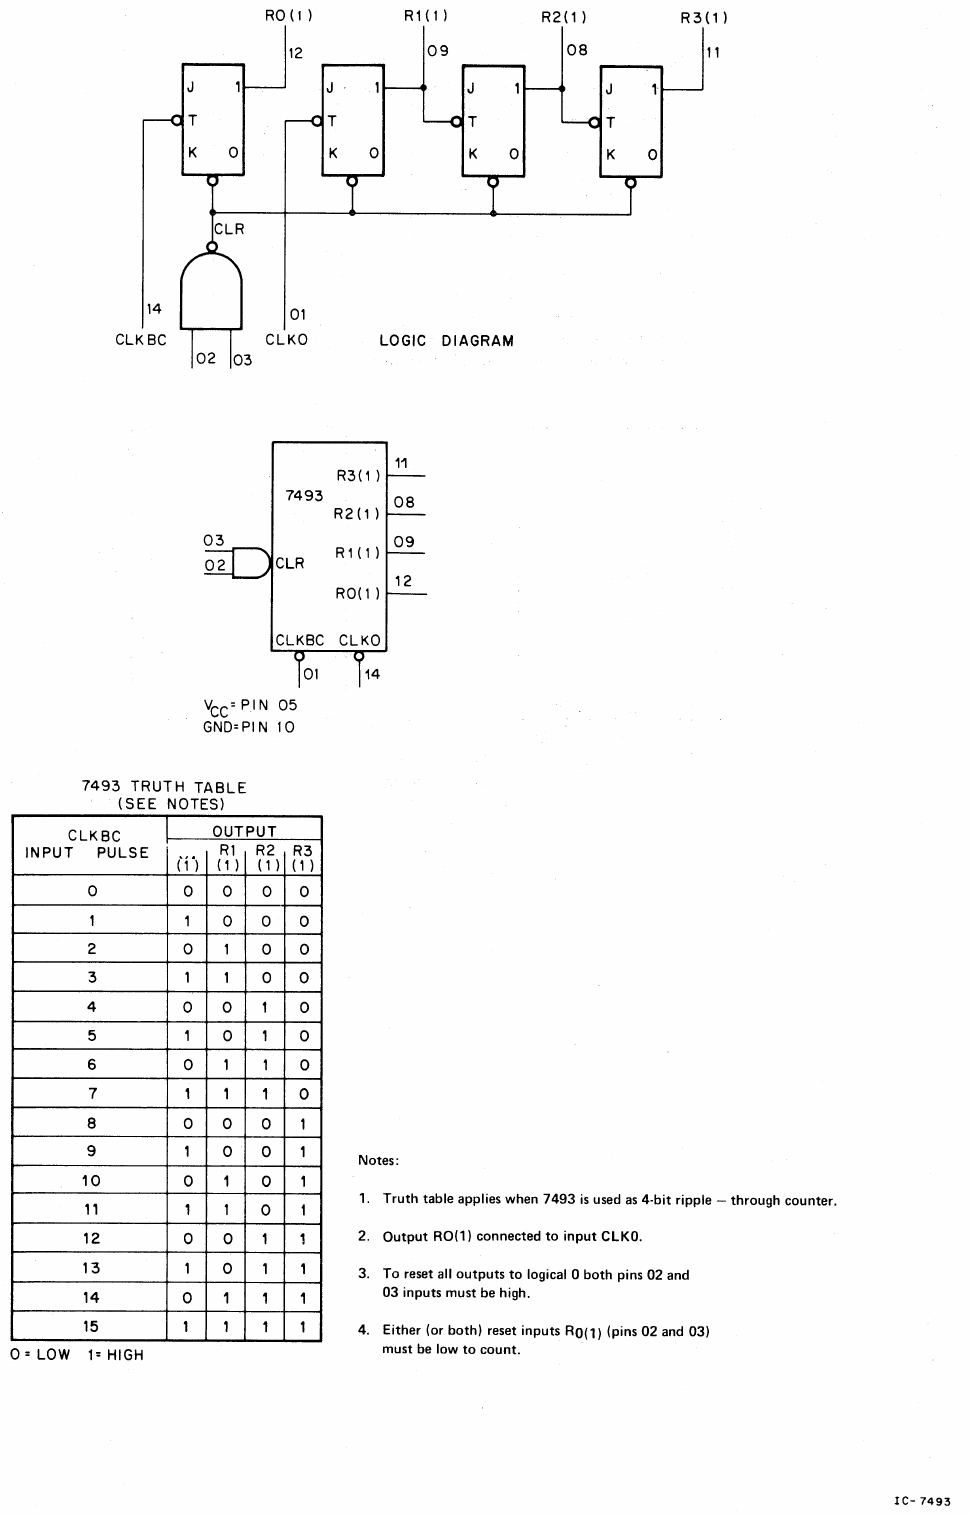 R0(1) R1(1) R2(1) R3(1)
12 09 08 11
J 1 J 1 J 1 J 1
T T T T
K 0 K 0 K 0 K 0
CLR
14 01
CLKBC CLK0 LOGIC DIAGRAM
02 03
11
R3(1)
7493 08
R2(1)
03 09
02 CLR R1(1)
12
R0(1)
CLKBC CLK0
01 14
VCC=PIN 05
GND=PIN 10
7493 TRUTH TABLE
(SEE NOTES)
CLKBC OUTPUT
INPUT PULSE (1) R1 (1) R2 (1) R3 (1)
0 0 0 0 0
1 1 0 0 0
2 0 1 0 0
3 1 1 0 0
4 0 0 1 0
5 1 0 1 0
6 0 1 1 0
7 1 1 1 0
8 0 0 0 1
9 1 0 0 1
10 0 1 0 1
11 1 1 0 1
12 0 0 1 1
13 1 0 1 1
14 0 1 1 1
15 1 1 1 1
0 = LOW 1= HIGH
Notes:
1. Truth table applies when 7493 is used as 4-bit ripple – through counter.
2. Output R0(1) connected to input CLK0.
3. To reset all outputs to logical 0 both pins 02 and
03 inputs must be high.
4. Either (or both) reset inputs R0(1) (pins 02 and 03)
must be low to count.
IC-7493